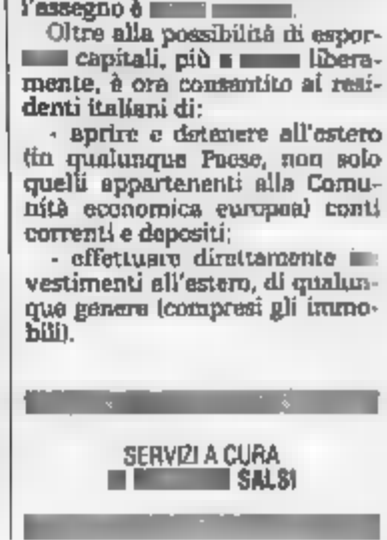 l'assegno è
Oltre alla possibilità di espor-
capitali, più libera-
mente, è ora consentito ai resi-
denti italiani di:
- aprire e detenere all'estero
(in qualunque Paese, non solo
quelli appartenenti alla Comu-
nità economica europea) conti
correnti e depositi;
- effettuare direttamente
vestimenti all'estero, di qualun-
que genere (compresi gli immo-
bili).
SERVIZI A CURA
SALSI